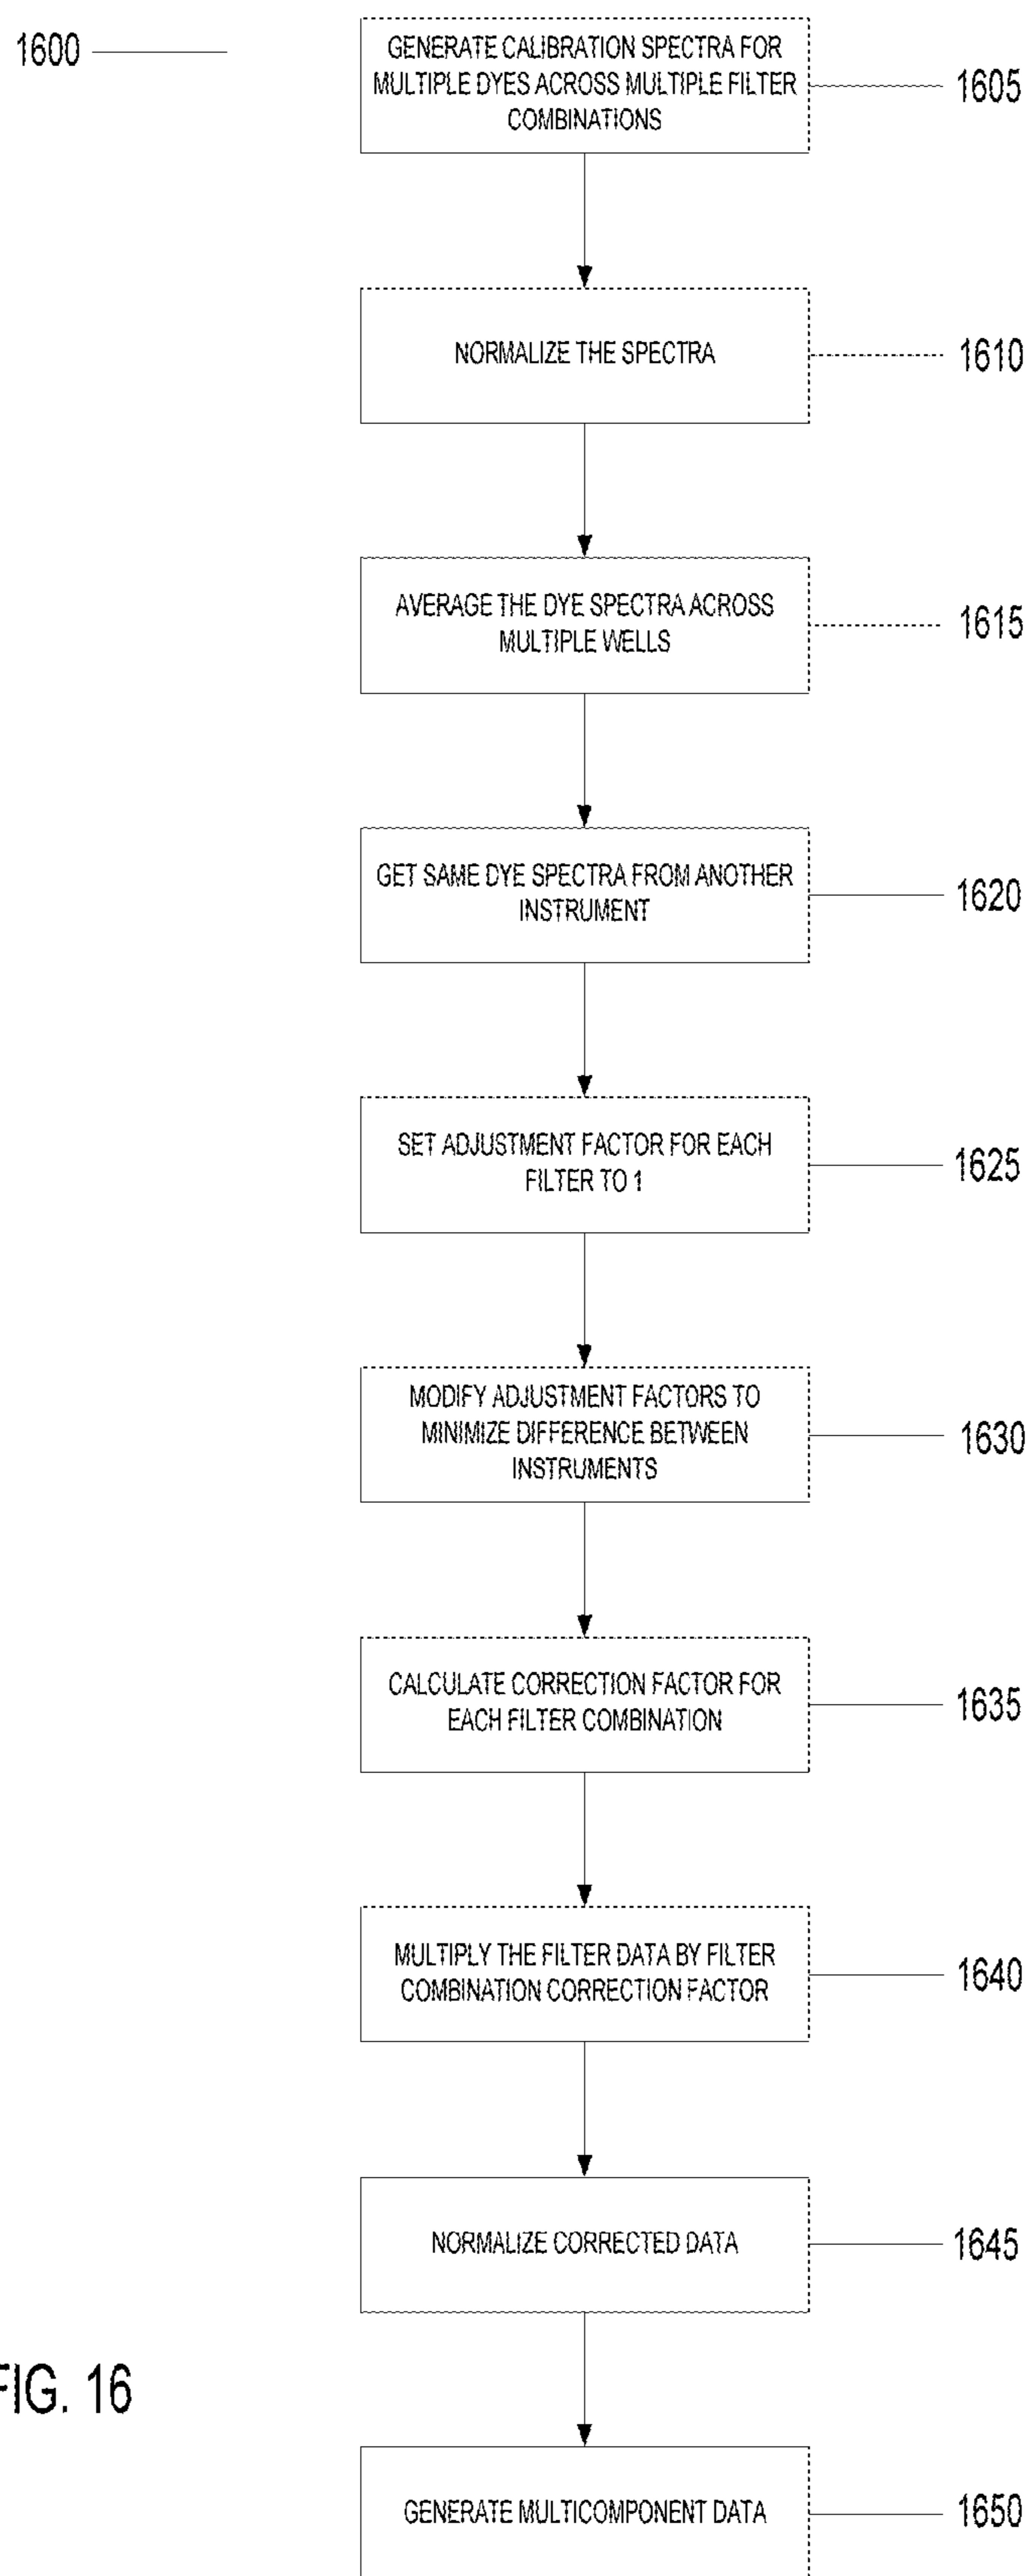 1600
GENERATE CALIBRATION SPECTRA FOR
MULTIPLE DYES ACROSS MULTIPLE FILTER
COMBINATIONS
1605
NORMALIZE THE SPECTRA
1610
AVERAGE THE DYE SPECTRA ACROSS
MULTIPLE WELLS
1615
GET SAME DYE SPECTRA FROM ANOTHER
INSTRUMENT
1620
SET ADJUSTMENT FACTOR FOR EACH
FILTER TO 1
1625
MODIFY ADJUSTMENT FACTORS TO
MINIMIZE DIFFERENCE BETWEEN
INSTRUMENTS
1630
CALCULATE CORRECTION FACTOR FOR
EACH FILTER COMBINATION
1635
MULTIPLY THE FILTER DATA BY FILTER
COMBINATION CORRECTION FACTOR
1640
NORMALIZE CORRECTED DATA
1645
FIG. 16
GENERATE MULTICOMPONENT DATA
1650